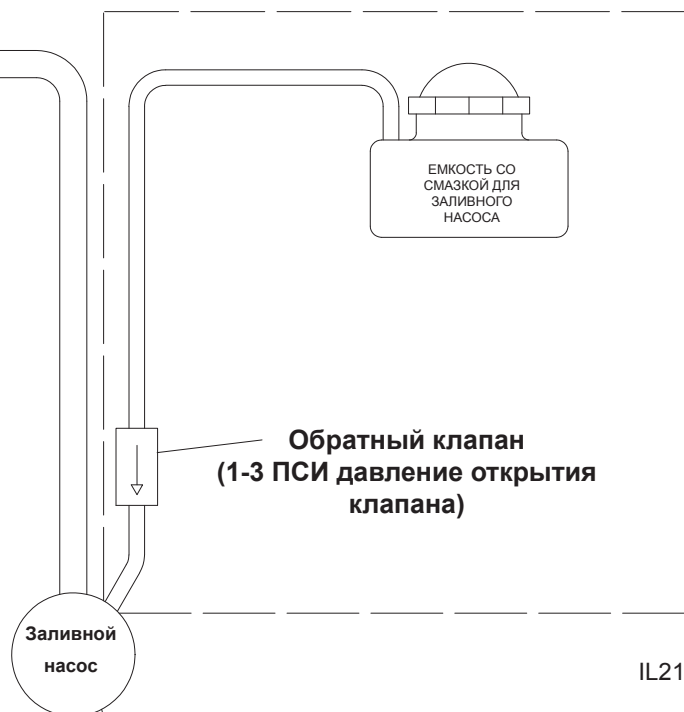 ЕМКОСТЬ СО
СМАЗКОЙ ДЛЯ
ЗАЛИВНОГО
НАСОСА
Обратный клапан
(1-3 ПСИ давление открытия
клапана)
Заливной
насос
IL21